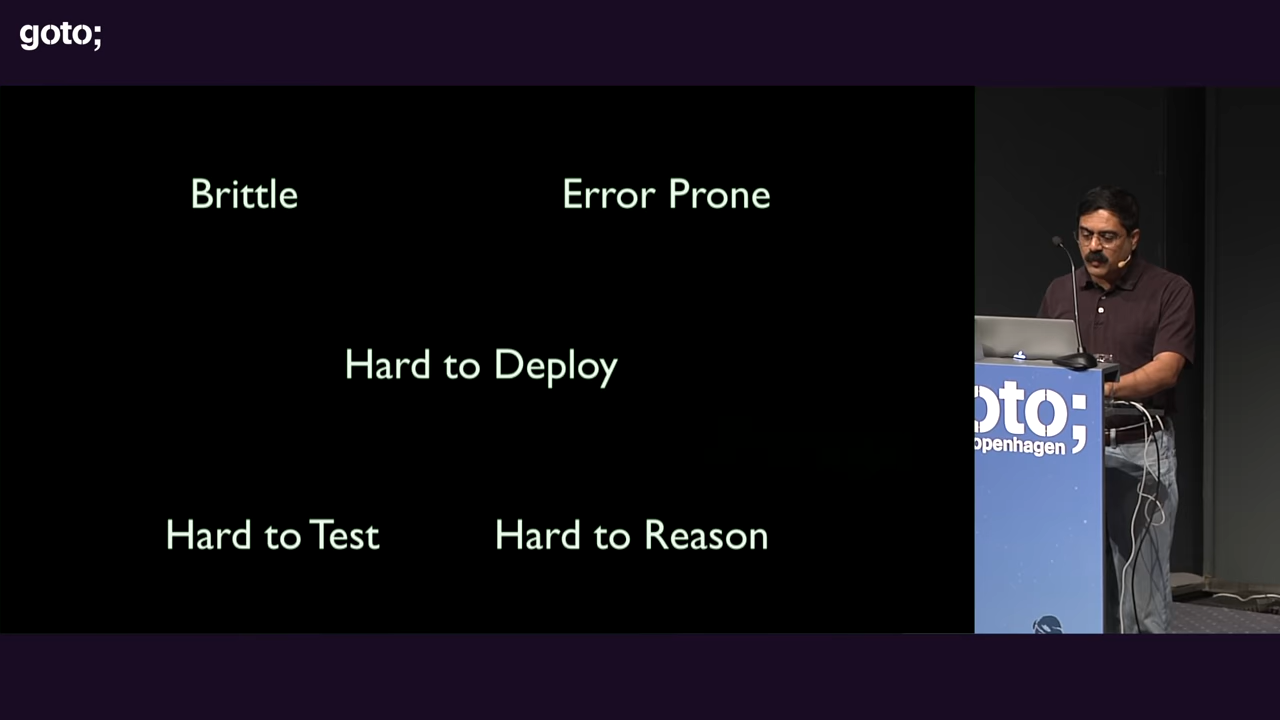 goto;
Brittle
Error Prone
Hard to Deploy
Hard to Test
Hard to Reason
oto;
openhagen